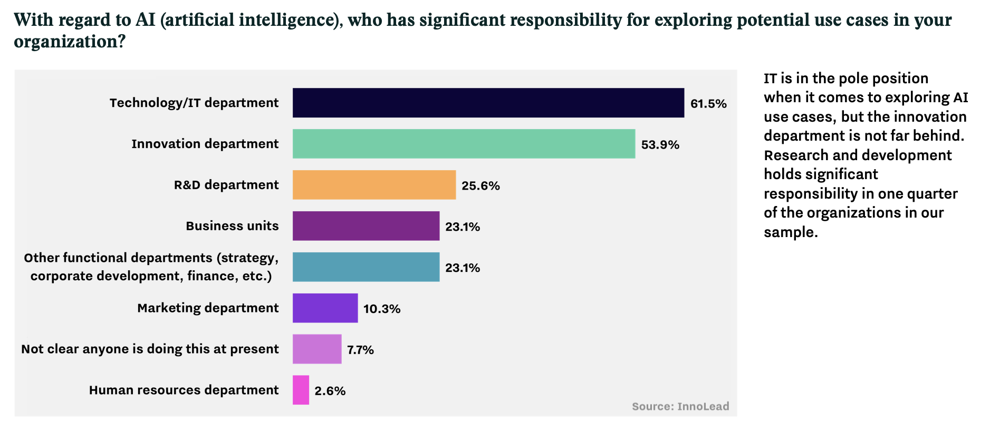 With regard to AI (artificial intelligence), who has significant responsibility for exploring potential use cases in your
organization?
Technology/IT department
61.5%
Innovation department
53.9%
R&D department
25.6%
Business units
23.1%
Other functional departments (strategy,
corporate development, finance, etc.)
23.1%
Marketing department
10.3%
Not clear anyone is doing this at present
7.7%
Human resources department
2.6%
Source: InnoLead
IT is in the pole position
when it comes to exploring AI
use cases, but the innovation
department is not far behind.
Research and development
holds significant
responsibility in one quarter
of the organizations in our
sample.